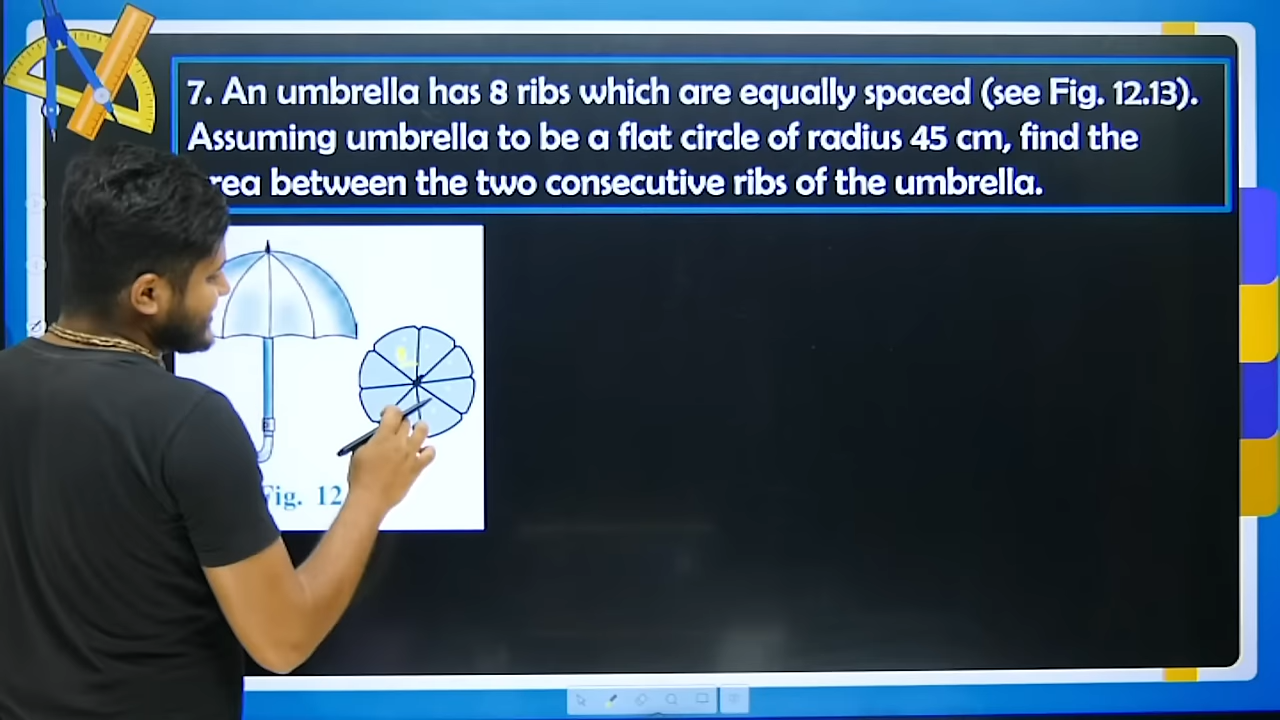 7. An umbrella has 8 ribs which are equally spaced (see Fig. 12.13).
Assuming umbrella to be a flat circle of radius 45 cm, find the
rea between the two consecutive ribs of the umbrella.
Fig. 12